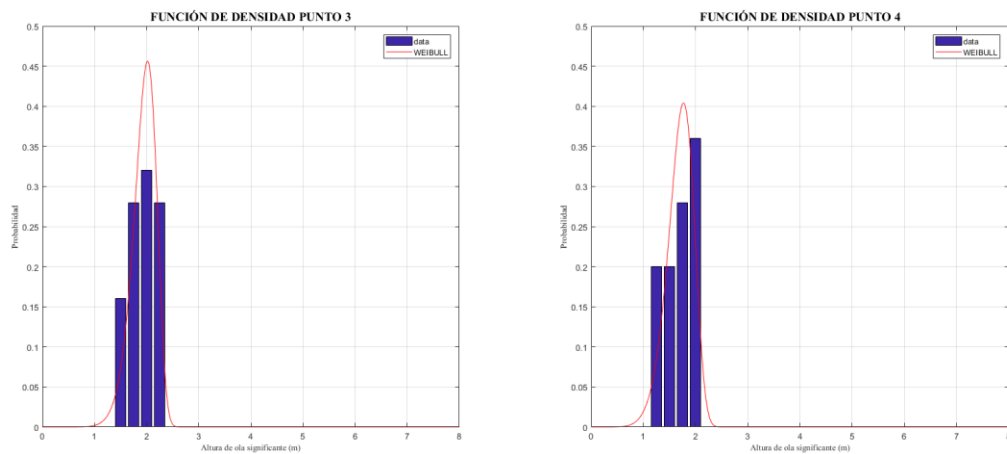 FUNCIÓN DE DENSIDAD PUNTO 3
data
WEIBULL
Probabilidad
0.5
0.45
0.4
0.35
0.3
0.25
0.2
0.15
0.1
0.05
0
0 1 2 3 4 5 6 7 8
Altura de ola significante (m)
FUNCIÓN DE DENSIDAD PUNTO 4
data
WEIBULL
Probabilidad
0.5
0.45
0.4
0.35
0.3
0.25
0.2
0.15
0.1
0.05
0
0 1 2 3 4 5 6 7 8
Altura de ola significante (m)